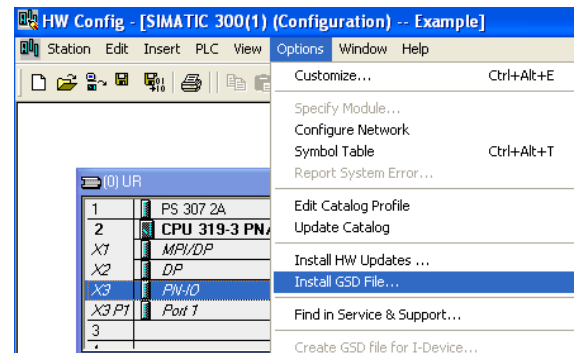 HW Config - [SIMATIC 300(1) (Configuration) -- Example]
Station Edit Insert PLC View Options Window Help
Customize... Ctrl+Alt+E
Specify Module...
Configure Network
Symbol Table Ctrl+Alt+T
Report System Error...
Edit Catalog Profile
Update Catalog
Install HW Updates ...
Install GSD File...
Find in Service & Support...
Create GSD file for I-Device...
(0) UR
1 PS 307 2A
2 CPU 319-3 PN/
X1 MPI/DP
X2 DP
X3 PN-IO
X3 P1 Port 1
3